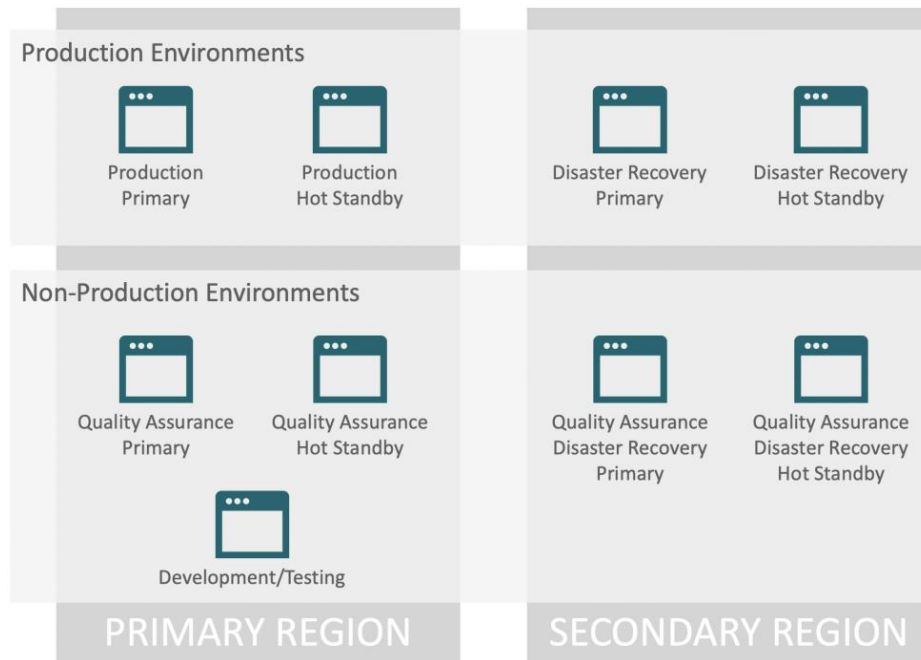 Production Environments
Production
Primary
Production
Hot Standby
Disaster Recovery
Primary
Disaster Recovery
Hot Standby
Non-Production Environments
Quality Assurance
Primary
Quality Assurance
Hot Standby
Quality Assurance
Disaster Recovery
Primary
Quality Assurance
Disaster Recovery
Hot Standby
Development/Testing
PRIMARY REGION
SECONDARY REGION